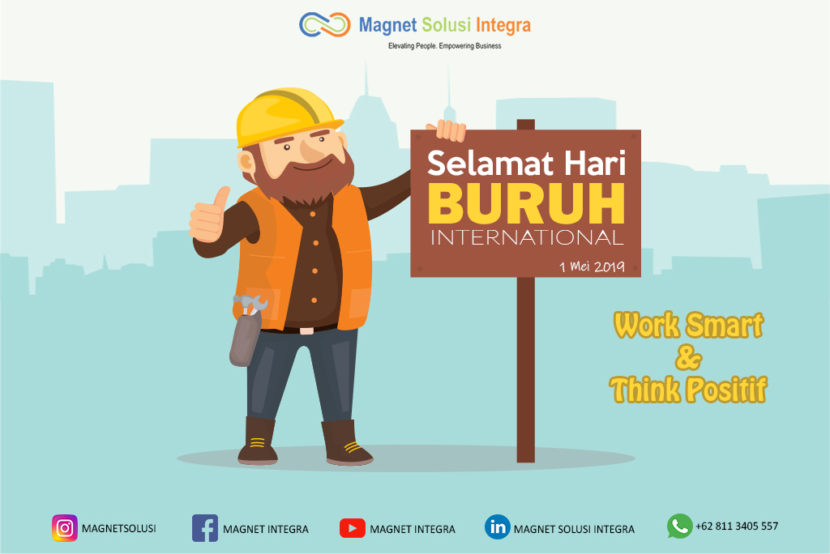 Magnet Solusi Integra
Elevating People. Empowering Business
Selamat Hari
BURUH
INTERNATIONAL
1 Mei 2019
Work Smart
&
Think Positif
MAGNETSOLUSI
MAGNET INTEGRA
MAGNET INTEGRA
in
MAGNET SOLUSI INTEGRA
+62 811 3405 557